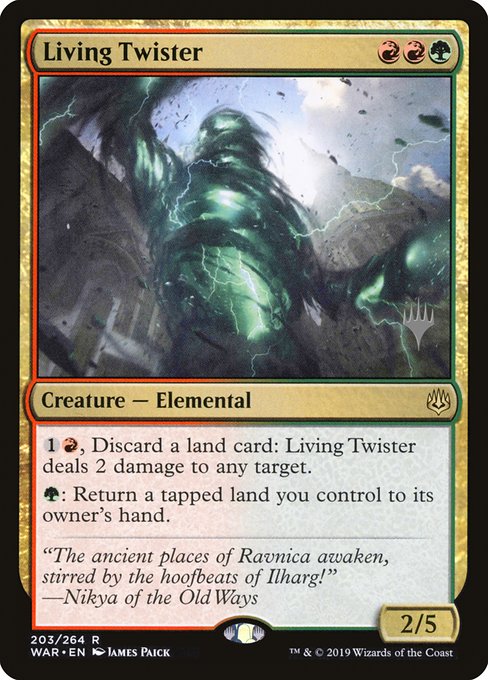 Living Twister
Creature — Elemental
1, Discard a land card: Living Twister
deals 2 damage to any target.
: Return a tapped land you control to its
owner's hand.
"The ancient places of Ravnica awaken,
stirred by the hoofbeats of Ilharg!"
—Nikya of the Old Ways
2/5
203/264 R
WAR • EN James Paick
™ & © 2019 Wizards of the Coast